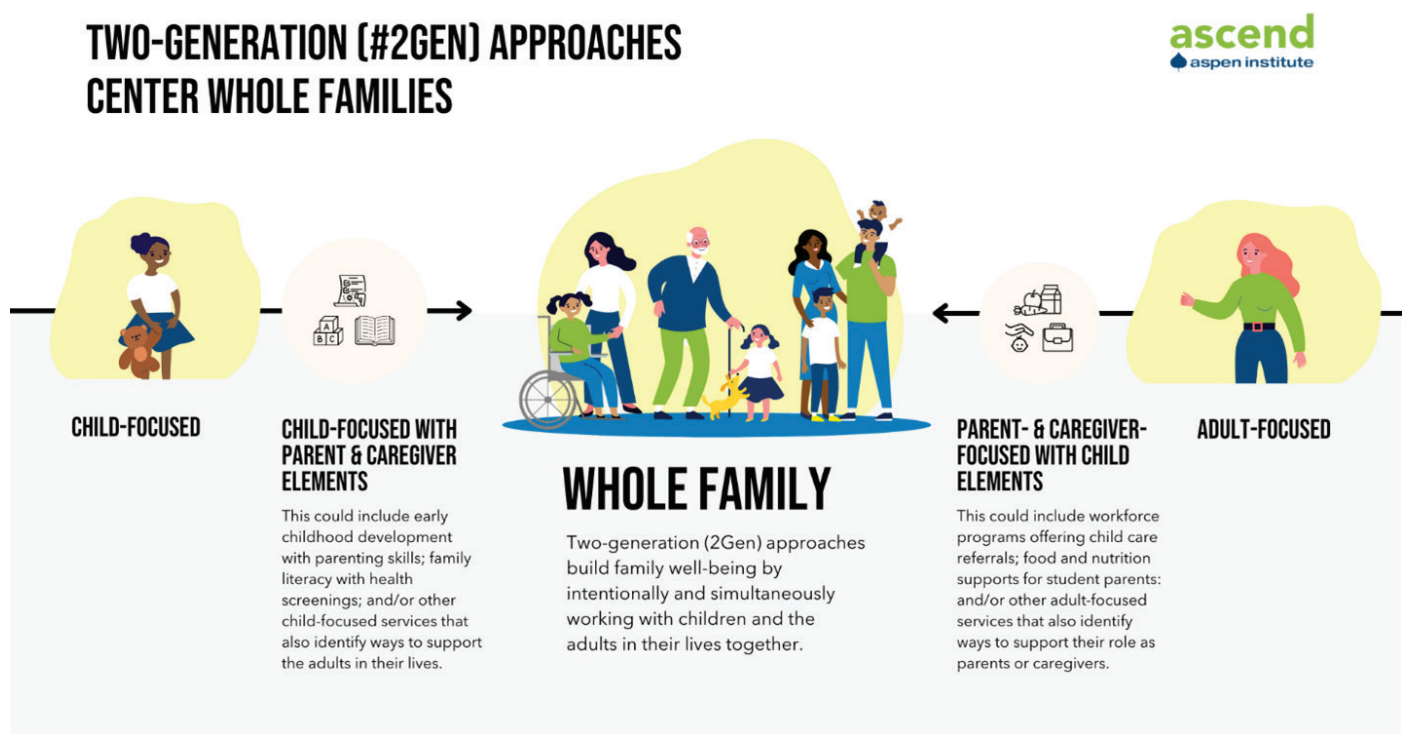 TWO-GENERATION (#2GEN) APPROACHES
CENTER WHOLE FAMILIES
ascend
aspen institute
A
B C
CHILD-FOCUSED
CHILD-FOCUSED WITH
PARENT & CAREGIVER
ELEMENTS
This could include early
childhood development
with parenting skills; family
literacy with health
screenings; and/or other
child-focused services that
also identify ways to support
the adults in their lives.
WHOLE FAMILY
Two-generation (2Gen) approaches
build family well-being by
intentionally and simultaneously
working with children and the
adults in their lives together.
PARENT- & CAREGIVER-
FOCUSED WITH CHILD
ELEMENTS
This could include workforce
programs offering child care
referrals; food and nutrition
supports for student parents:
and/or other adult-focused
services that also identify
ways to support their role as
parents or caregivers.
ADULT-FOCUSED